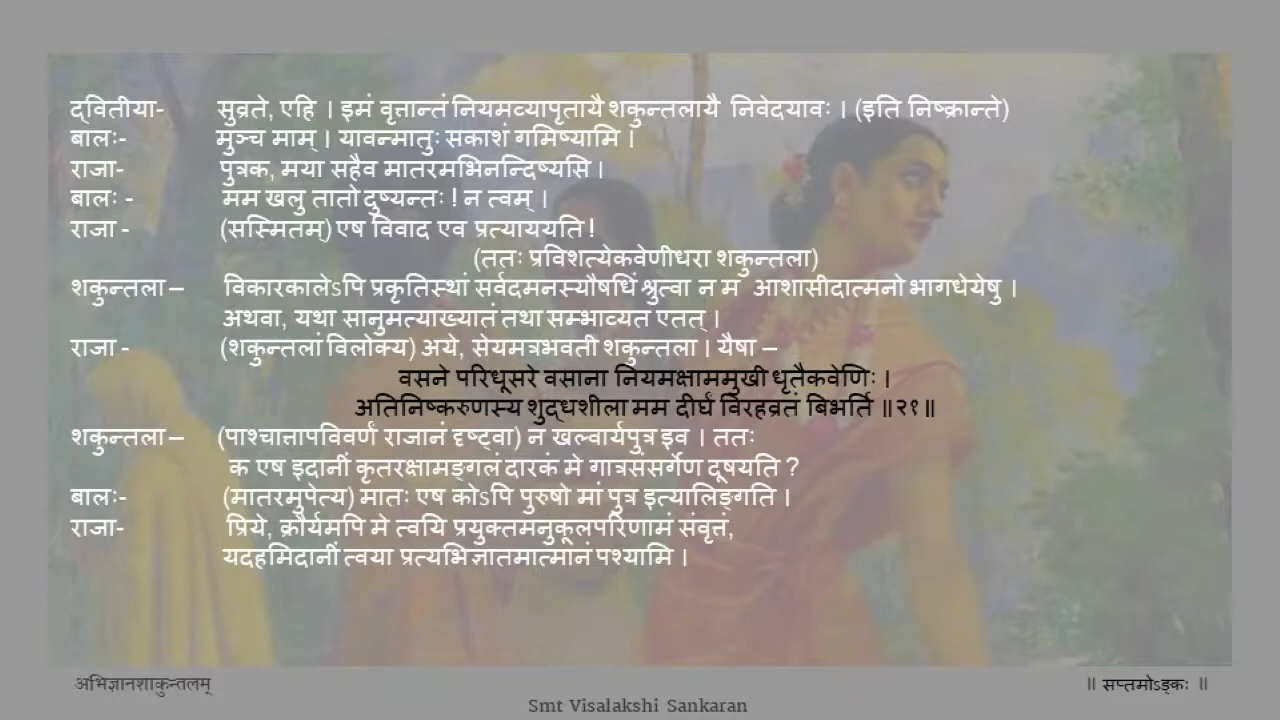 द्वितीया- सुव्रते, एहि । इमं वृत्तान्तं नियमव्यापृतायै शकुन्तलायै निवेदयावः । (इति निष्क्रान्ते)
बालः- मुञ्च माम् । यावन्मातुः सकाशं गमिष्यामि ।
राजा- पुत्रक, मया सहैव मातरमभिनन्दिष्यसि ।
बालः - मम खलु तातो दुष्यन्तः ! न त्वम् ।
राजा - (सस्मितम्) एष विवाद एव प्रत्याययति !
(ततः प्रविशत्येकवेणीधरा शकुन्तला)
शकुन्तला – विकारकालेऽपि प्रकृतिस्थां सर्वदमनस्यौषधिं श्रुत्वा न म आशासीदात्मनो भागधेयेषु ।
अथवा, यथा सानुमत्याख्यातं तथा सम्भाव्यत एतत् ।
राजा - (शकुन्तलां विलोक्य) अये, सेयमत्रभवती शकुन्तला । यैषा –
वसने परिधूसरे वसाना नियमक्षाममुखी धृतैकवेणिः ।
अतिनिष्करुणस्य शुद्धशीला मम दीर्घं विरहव्रतं बिभर्ति ॥२१॥
शकुन्तला – (पाश्चात्तापविवर्णं राजानं दृष्ट्वा) न खल्वार्यपुत्र इव । ततः
क एष इदानीं कृतरक्षामङ्गलं दारकं मे गात्रसंसर्गेण दूषयति ?
बालः- (मातरमुपेत्य) मातः एष कोऽपि पुरुषो मां पुत्र इत्यालिङ्गति ।
राजा- प्रिये, क्रौर्यमपि मे त्वयि प्रयुक्तमनुकूलपरिणामं संवृत्तं,
यदहमिदानीं त्वया प्रत्यभिज्ञातमात्मानं पश्यामि ।
अभिज्ञानशाकुन्तलम्
॥ सप्तमोऽङ्कः ॥
Smt Visalakshi Sankaran